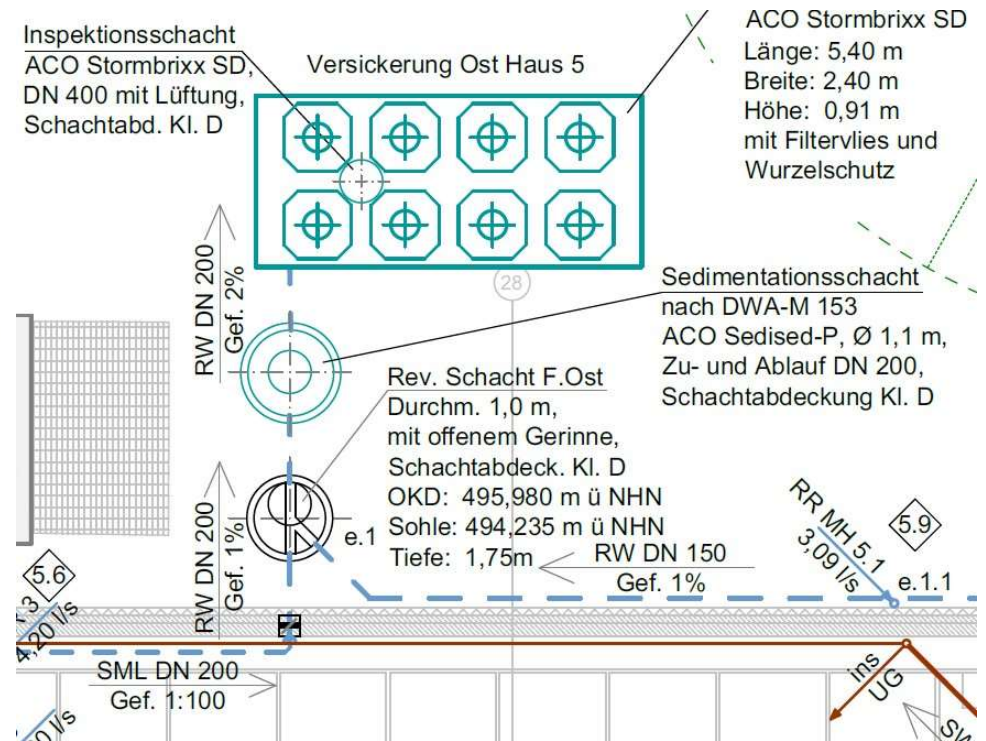 Inspektionsschacht
ACO Stormbrixx SD,
DN 400 mit Lüftung,
Schachtabd. Kl. D
Versickerung Ost Haus 5
ACO Stormbrixx SD
Länge: 5,40 m
Breite: 2,40 m
Höhe: 0,91 m
mit Filtervlies und
Wurzelschutz
RW DN 200
Gef. 2%
28
Sedimentationsschacht
nach DWA-M 153
ACO Sedised-P, Ø 1,1 m,
Zu- und Ablauf DN 200,
Schachtabdeckung Kl. D
Rev. Schacht F.Ost
Durchm. 1,0 m,
mit offenem Gerinne,
Schachtabdeck. Kl. D
OKD: 495,980 m ü NHN
Sohle: 494,235 m ü NHN
Tiefe: 1,75m
e.1
RW DN 200
Gef. 1%
RW DN 150
Gef. 1%
RR MH 5.1
3,09 l/s
5.9
e.1.1
5.6
4,20 l/s
SML DN 200
Gef. 1:100
ins
UG